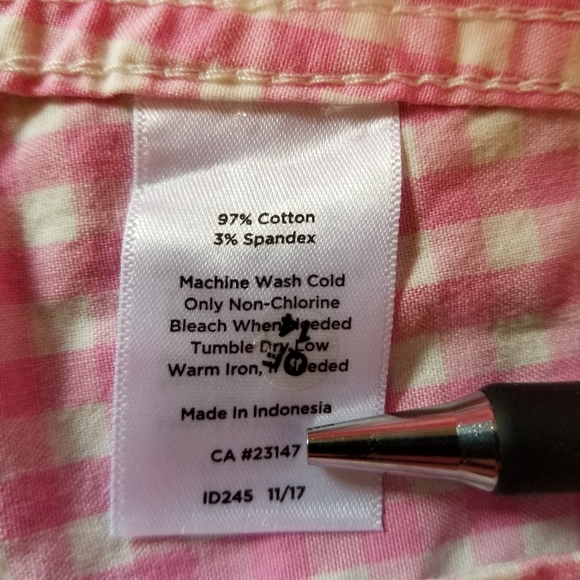 97% Cotton
3% Spandex
Machine Wash Cold
Only Non-Chlorine
Bleach When Needed
Tumble Dry Low
Warm Iron, If Needed
Made In Indonesia
CA #23147
ID245 11/17